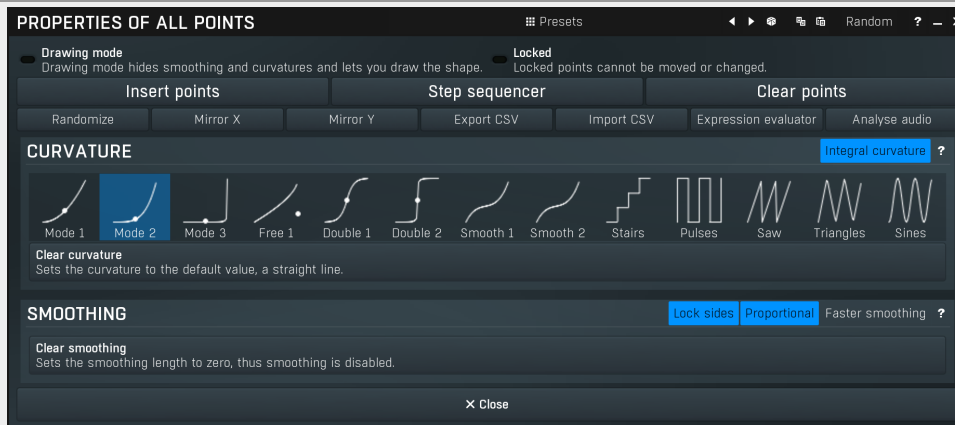 PROPERTIES OF ALL POINTS Presets Random ?
Drawing mode
Drawing mode hides smoothing and curvatures and lets you draw the shape.
Locked
Locked points cannot be moved or changed.
Insert points Step sequencer Clear points
Randomize Mirror X Mirror Y Export CSV Import CSV Expression evaluator Analyse audio
CURVATURE Integral curvature ?
Mode 1 Mode 2 Mode 3 Free 1 Double 1 Double 2 Smooth 1 Smooth 2 Stairs Pulses Saw Triangles Sines
Clear curvature
Sets the curvature to the default value, a straight line.
SMOOTHING Lock sides Proportional Faster smoothing ?
Clear smoothing
Sets the smoothing length to zero, thus smoothing is disabled.
Close